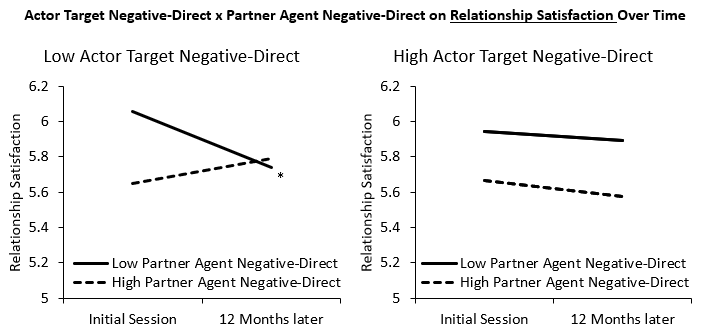 Actor Target Negative-Direct x Partner Agent Negative-Direct on Relationship Satisfaction Over Time
Low Actor Target Negative-Direct
6.2
6
5.8
5.6
5.4
5.2
5
Relationship Satisfaction
*
Low Partner Agent Negative-Direct
High Partner Agent Negative-Direct
Initial Session
12 Months later
High Actor Target Negative-Direct
6.2
6
5.8
5.6
5.4
5.2
5
Relationship Satisfaction
Low Partner Agent Negative-Direct
High Partner Agent Negative-Direct
Initial Session
12 Months later